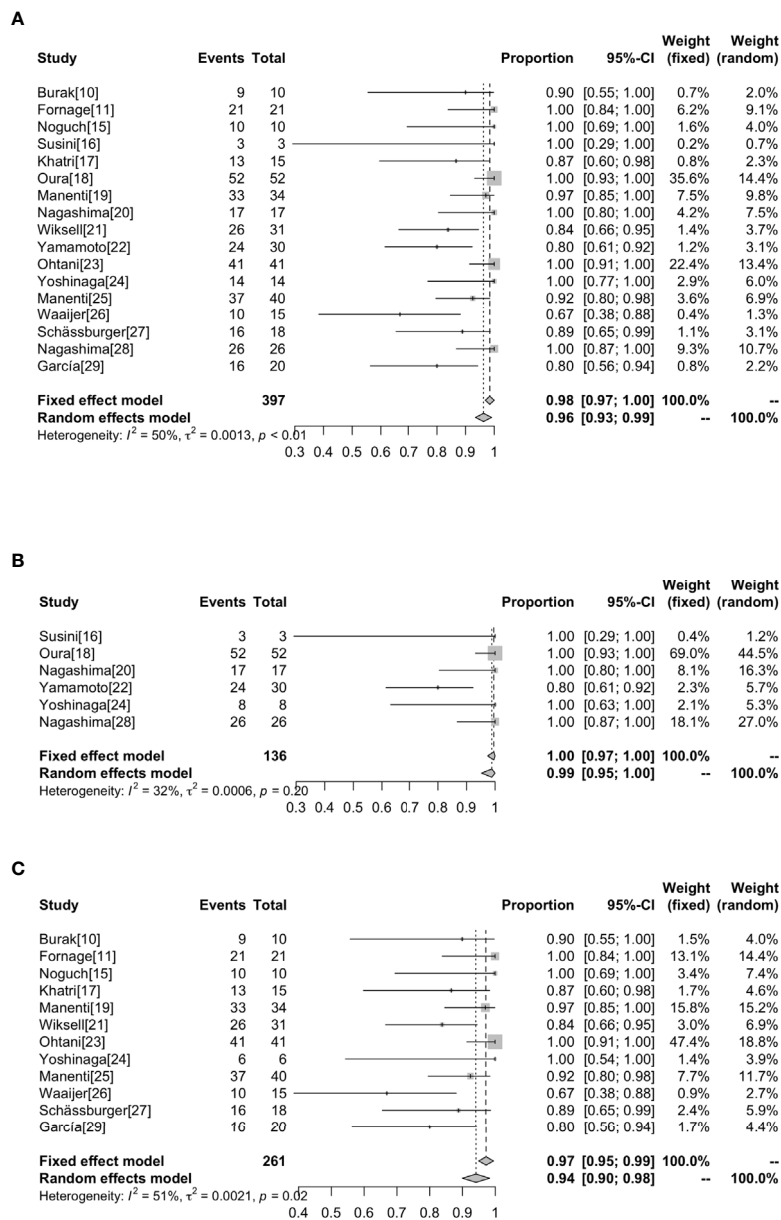 A
Weight Weight
Study Events Total Proportion 95%-CI (fixed) (random)
Burak[10] 9 10 0.90 [0.55; 1.00] 0.7% 2.0%
Fornage[11] 21 21 1.00 [0.84; 1.00] 6.2% 9.1%
Noguch[15] 10 10 1.00 [0.69; 1.00] 1.6% 4.0%
Susini[16] 3 3 1.00 [0.29; 1.00] 0.2% 0.7%
Khatri[17] 13 15 0.87 [0.60; 0.98] 0.8% 2.3%
Oura[18] 52 52 1.00 [0.93; 1.00] 35.6% 14.4%
Manenti[19] 33 34 0.97 [0.85; 1.00] 7.5% 9.8%
Nagashima[20] 17 17 1.00 [0.80; 1.00] 4.2% 7.5%
Wiksell[21] 26 31 0.84 [0.66; 0.95] 1.4% 3.7%
Yamamoto[22] 24 30 0.80 [0.61; 0.92] 1.2% 3.1%
Ohtani[23] 41 41 1.00 [0.91; 1.00] 22.4% 13.4%
Yoshinaga[24] 14 14 1.00 [0.77; 1.00] 2.9% 6.0%
Manenti[25] 37 40 0.92 [0.80; 0.98] 3.6% 6.9%
Waaijer[26] 10 15 0.67 [0.38; 0.88] 0.4% 1.3%
Schässburger[27] 16 18 0.89 [0.65; 0.99] 1.1% 3.1%
Nagashima[28] 26 26 1.00 [0.87; 1.00] 9.3% 10.7%
García[29] 16 20 0.80 [0.56; 0.94] 0.8% 2.2%
Fixed effect model 397 0.98 [0.97; 1.00] 100.0% --
Random effects model 0.96 [0.93; 0.99] -- 100.0%
Heterogeneity: I² = 50%, τ² = 0.0013, p < 0.01
0.3 0.4 0.5 0.6 0.7 0.8 0.9 1
B
Weight Weight
Study Events Total Proportion 95%-CI (fixed) (random)
Susini[16] 3 3 1.00 [0.29; 1.00] 0.4% 1.2%
Oura[18] 52 52 1.00 [0.93; 1.00] 69.0% 44.5%
Nagashima[20] 17 17 1.00 [0.80; 1.00] 8.1% 16.3%
Yamamoto[22] 24 30 0.80 [0.61; 0.92] 2.3% 5.7%
Yoshinaga[24] 8 8 1.00 [0.63; 1.00] 2.1% 5.3%
Nagashima[28] 26 26 1.00 [0.87; 1.00] 18.1% 27.0%
Fixed effect model 136 1.00 [0.97; 1.00] 100.0% --
Random effects model 0.99 [0.95; 1.00] -- 100.0%
Heterogeneity: I² = 32%, τ² = 0.0006, p = 0.20
0.3 0.4 0.5 0.6 0.7 0.8 0.9 1
C
Weight Weight
Study Events Total Proportion 95%-CI (fixed) (random)
Burak[10] 9 10 0.90 [0.55; 1.00] 1.5% 4.0%
Fornage[11] 21 21 1.00 [0.84; 1.00] 13.1% 14.4%
Noguch[15] 10 10 1.00 [0.69; 1.00] 3.4% 7.4%
Khatri[17] 13 15 0.87 [0.60; 0.98] 1.7% 4.6%
Manenti[19] 33 34 0.97 [0.85; 1.00] 15.8% 15.2%
Wiksell[21] 26 31 0.84 [0.66; 0.95] 3.0% 6.9%
Ohtani[23] 41 41 1.00 [0.91; 1.00] 47.4% 18.8%
Yoshinaga[24] 6 6 1.00 [0.54; 1.00] 1.4% 3.9%
Manenti[25] 37 40 0.92 [0.80; 0.98] 7.7% 11.7%
Waaijer[26] 10 15 0.67 [0.38; 0.88] 0.9% 2.7%
Schässburger[27] 16 18 0.89 [0.65; 0.99] 2.4% 5.9%
García[29] 16 20 0.80 [0.56; 0.94] 1.7% 4.4%
Fixed effect model 261 0.97 [0.95; 0.99] 100.0% --
Random effects model 0.94 [0.90; 0.98] -- 100.0%
Heterogeneity: I² = 51%, τ² = 0.0021, p = 0.02
0.4 0.5 0.6 0.7 0.8 0.9 1